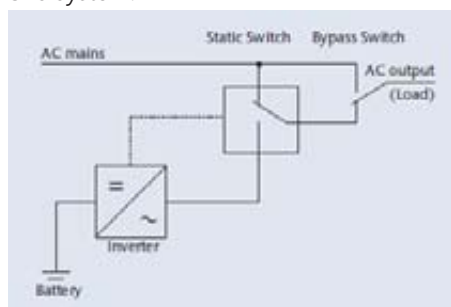 Static Switch Bypass Switch
AC mains
AC output
(Load)
=
~
Inverter
Battery